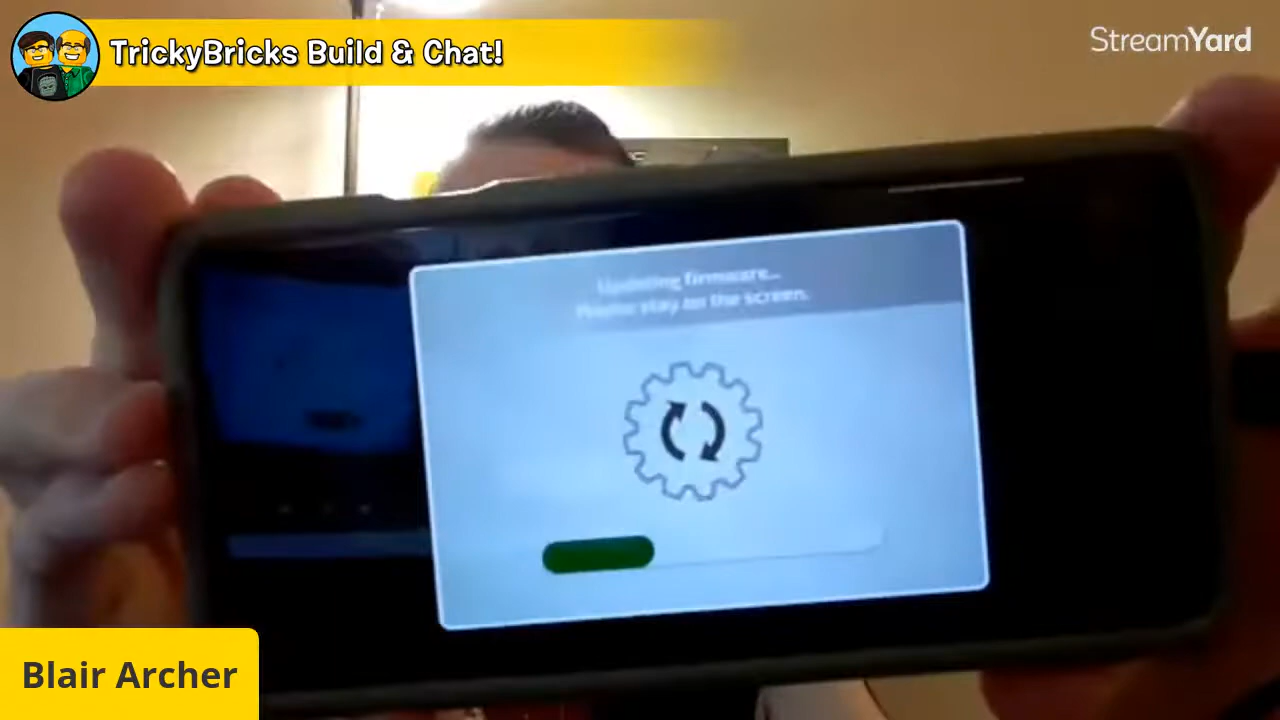 TrickyBricks Build & Chat!
StreamYard
Updating firmware...
Please stay on the screen.
Blair Archer